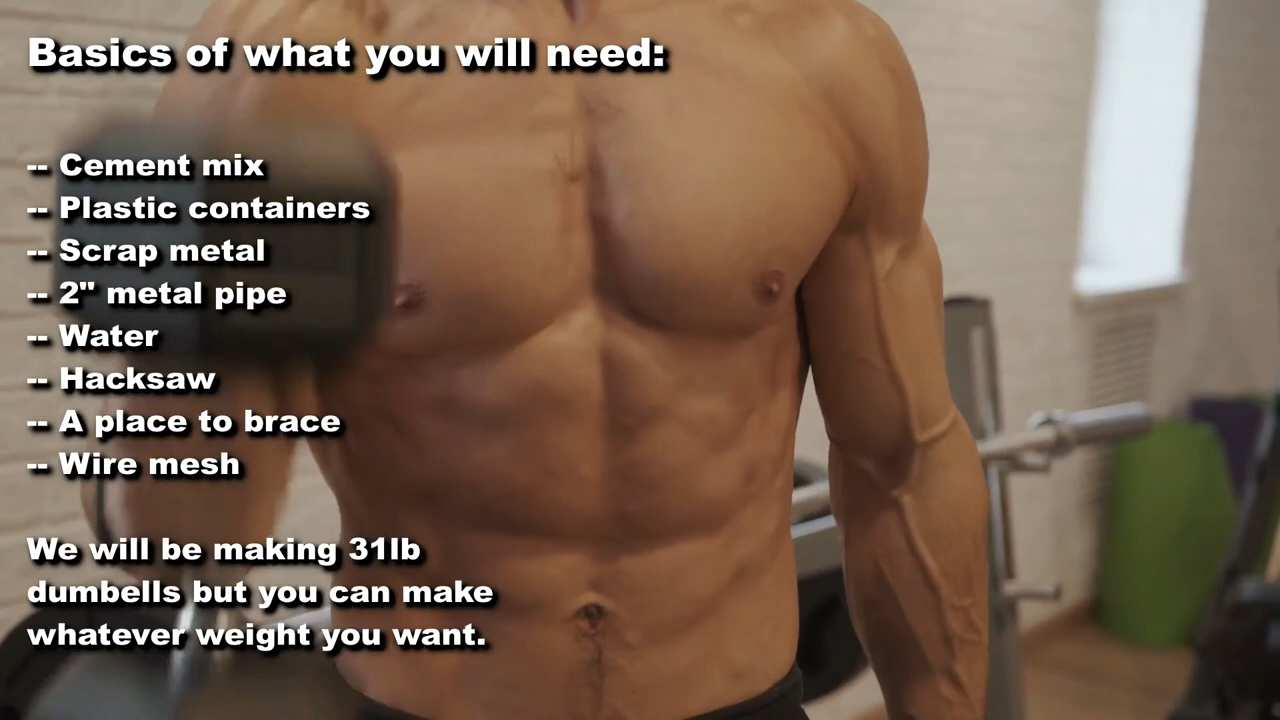 Basics of what you will need:
-- Cement mix
-- Plastic containers
-- Scrap metal
-- 2" metal pipe
-- Water
-- Hacksaw
-- A place to brace
-- Wire mesh
We will be making 31lb
dumbells but you can make
whatever weight you want.